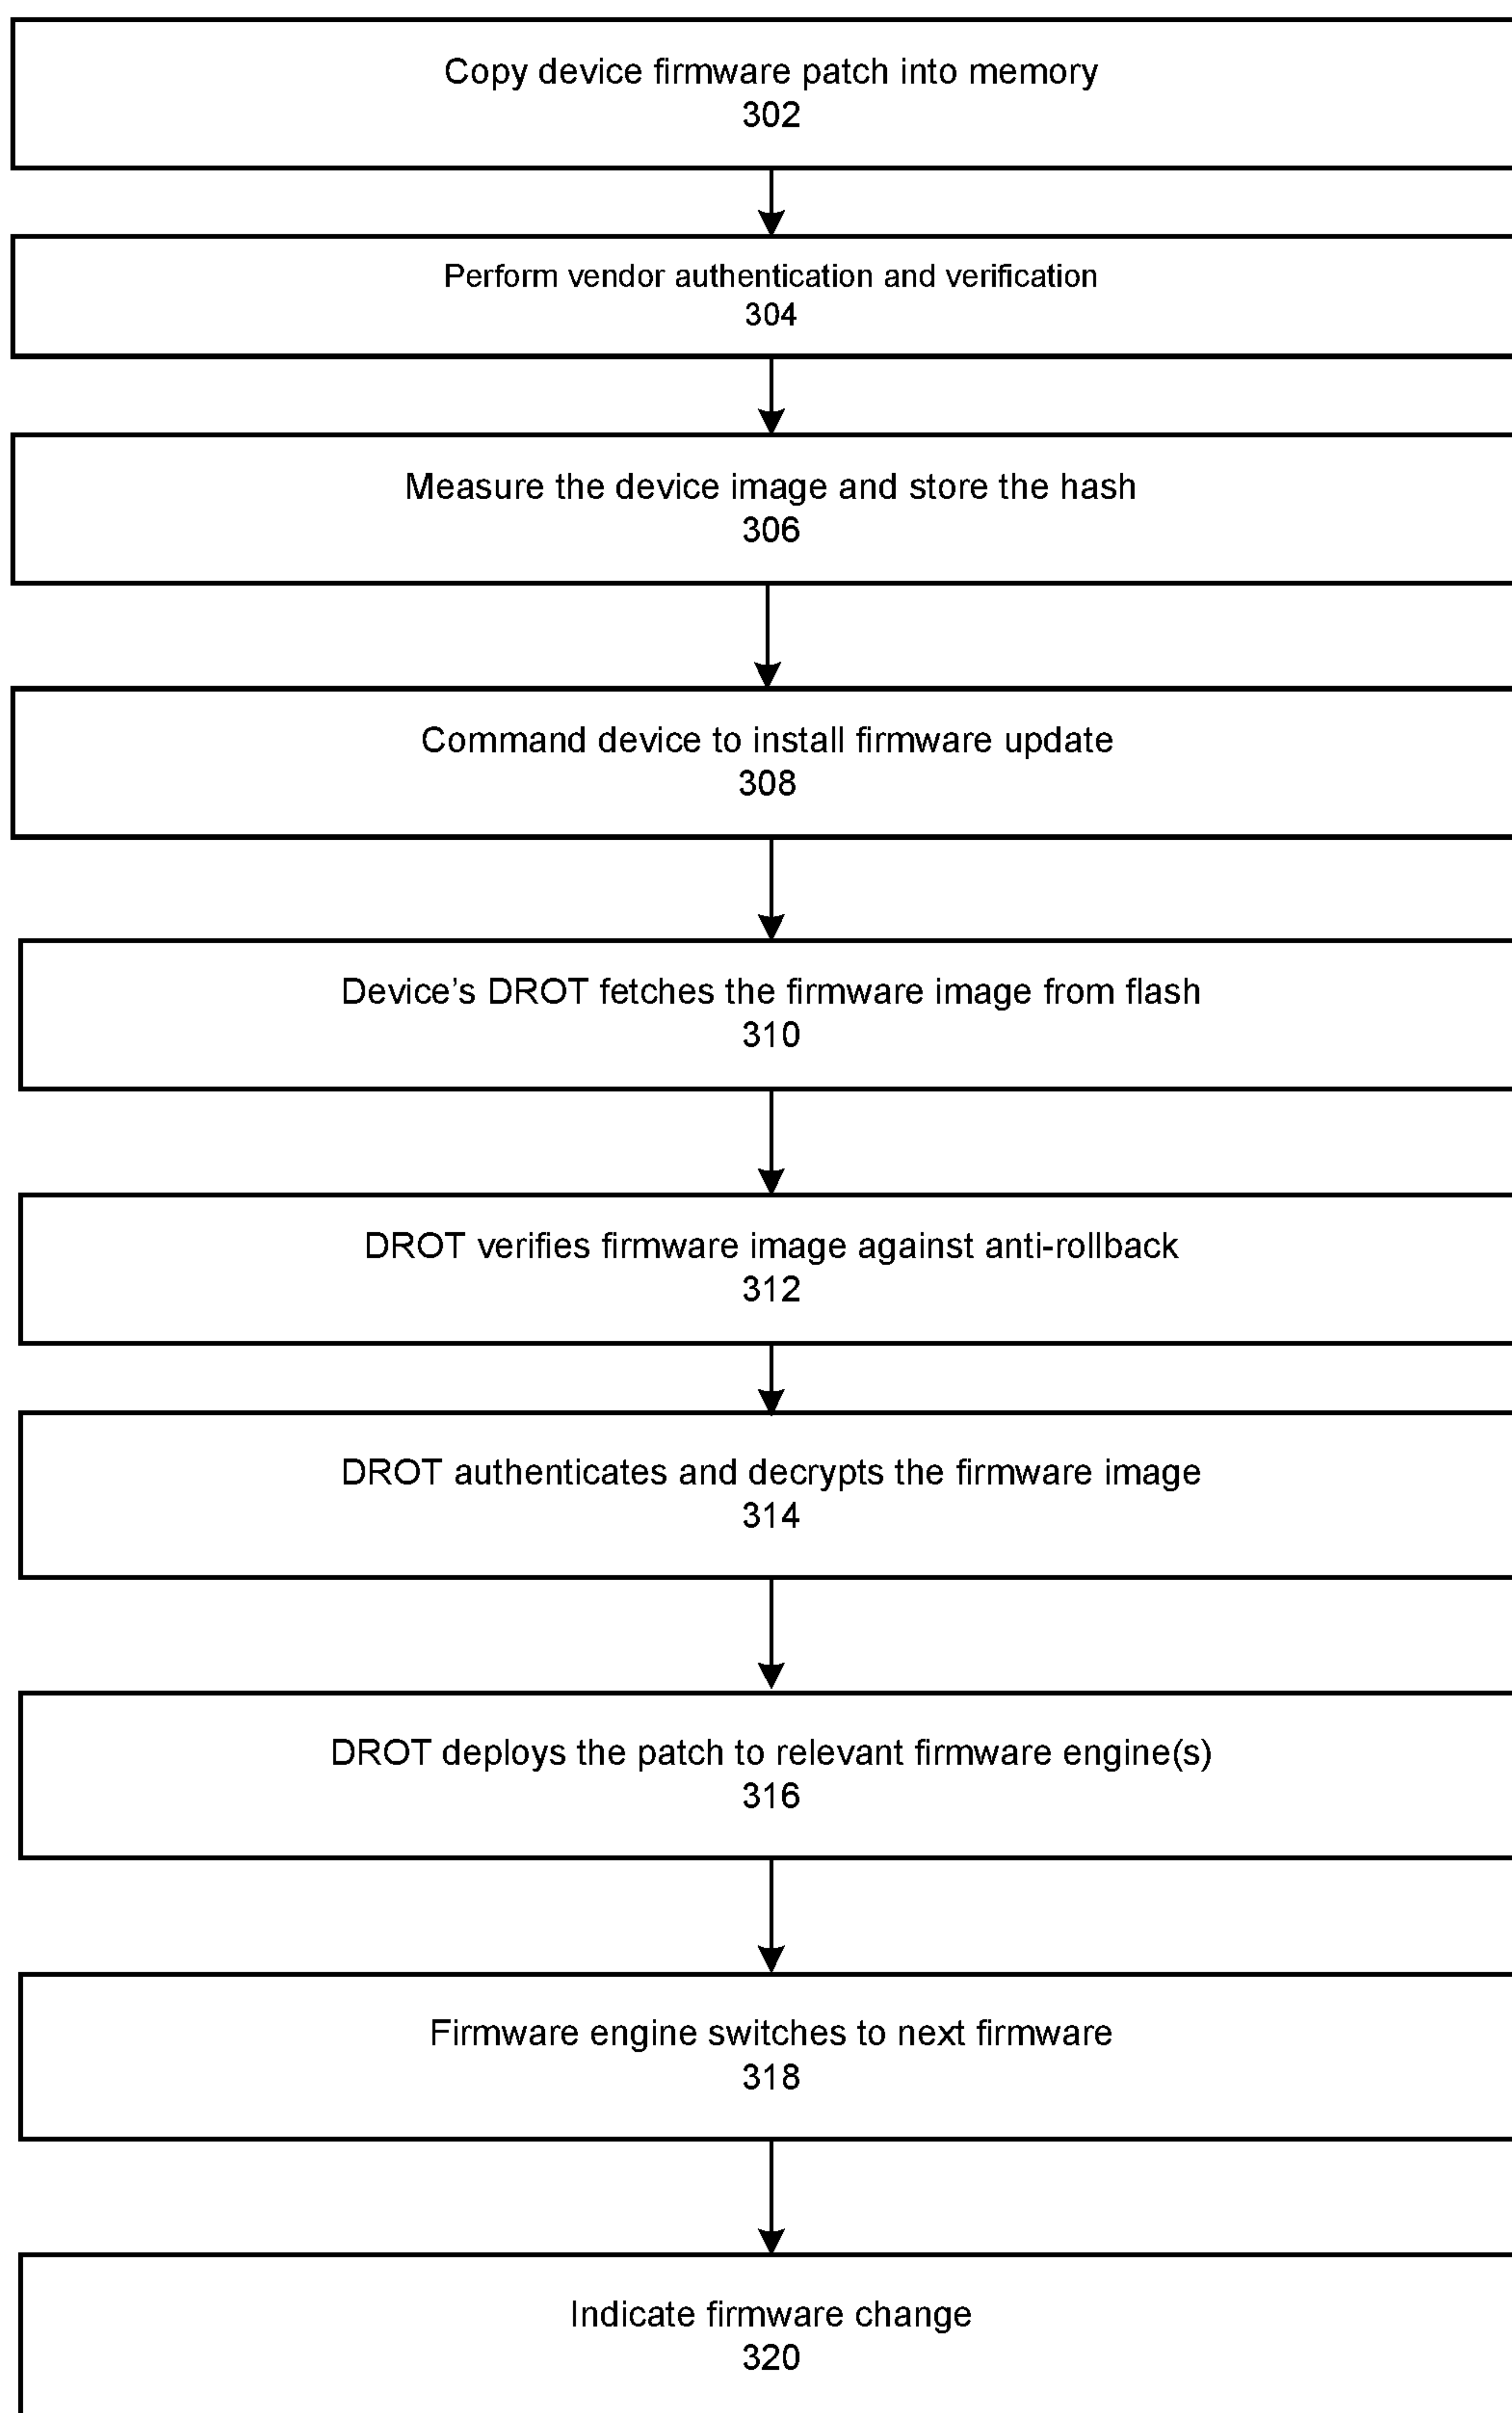 Copy device firmware patch into memory
302
Perform vendor authentication and verification
304
Measure the device image and store the hash
306
Command device to install firmware update
308
Device’s DROT fetches the firmware image from flash
310
DROT verifies firmware image against anti-rollback
312
DROT authenticates and decrypts the firmware image
314
DROT deploys the patch to relevant firmware engine(s)
316
Firmware engine switches to next firmware
318
Indicate firmware change
320